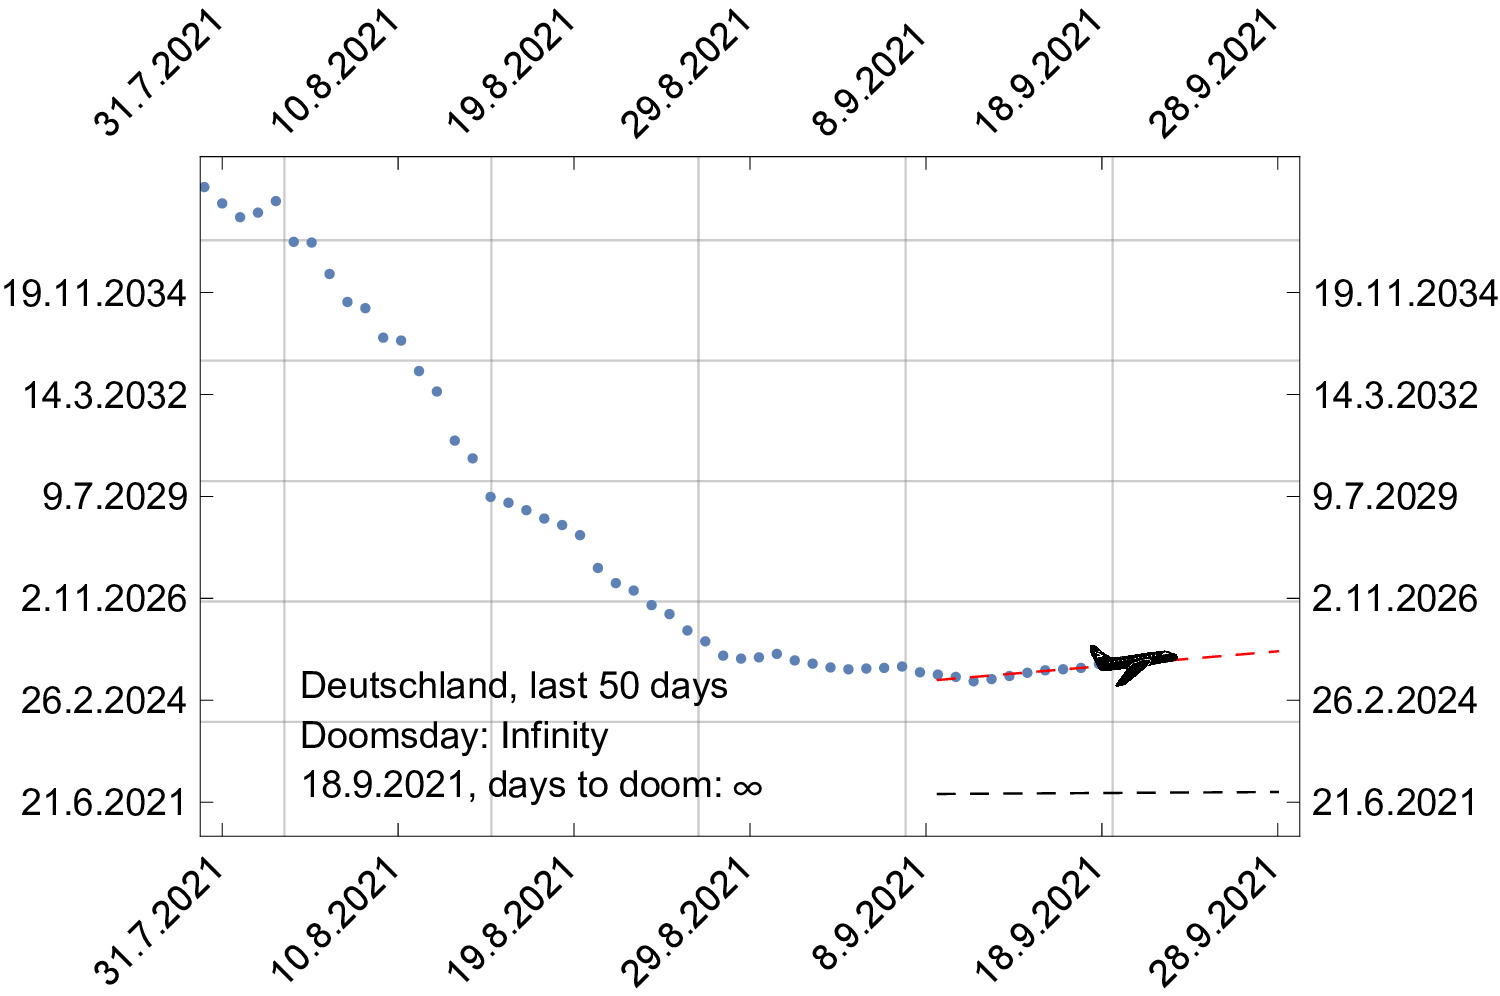 31.7.2021 10.8.2021 19.8.2021 29.8.2021 8.9.2021 18.9.2021 28.9.2021
19.11.2034 19.11.2034
14.3.2032 14.3.2032
9.7.2029 9.7.2029
2.11.2026 2.11.2026
26.2.2024 26.2.2024
Deutschland, last 50 days
Doomsday: Infinity
18.9.2021, days to doom: ∞
21.6.2021 21.6.2021
31.7.2021 10.8.2021 19.8.2021 29.8.2021 8.9.2021 18.9.2021 28.9.2021